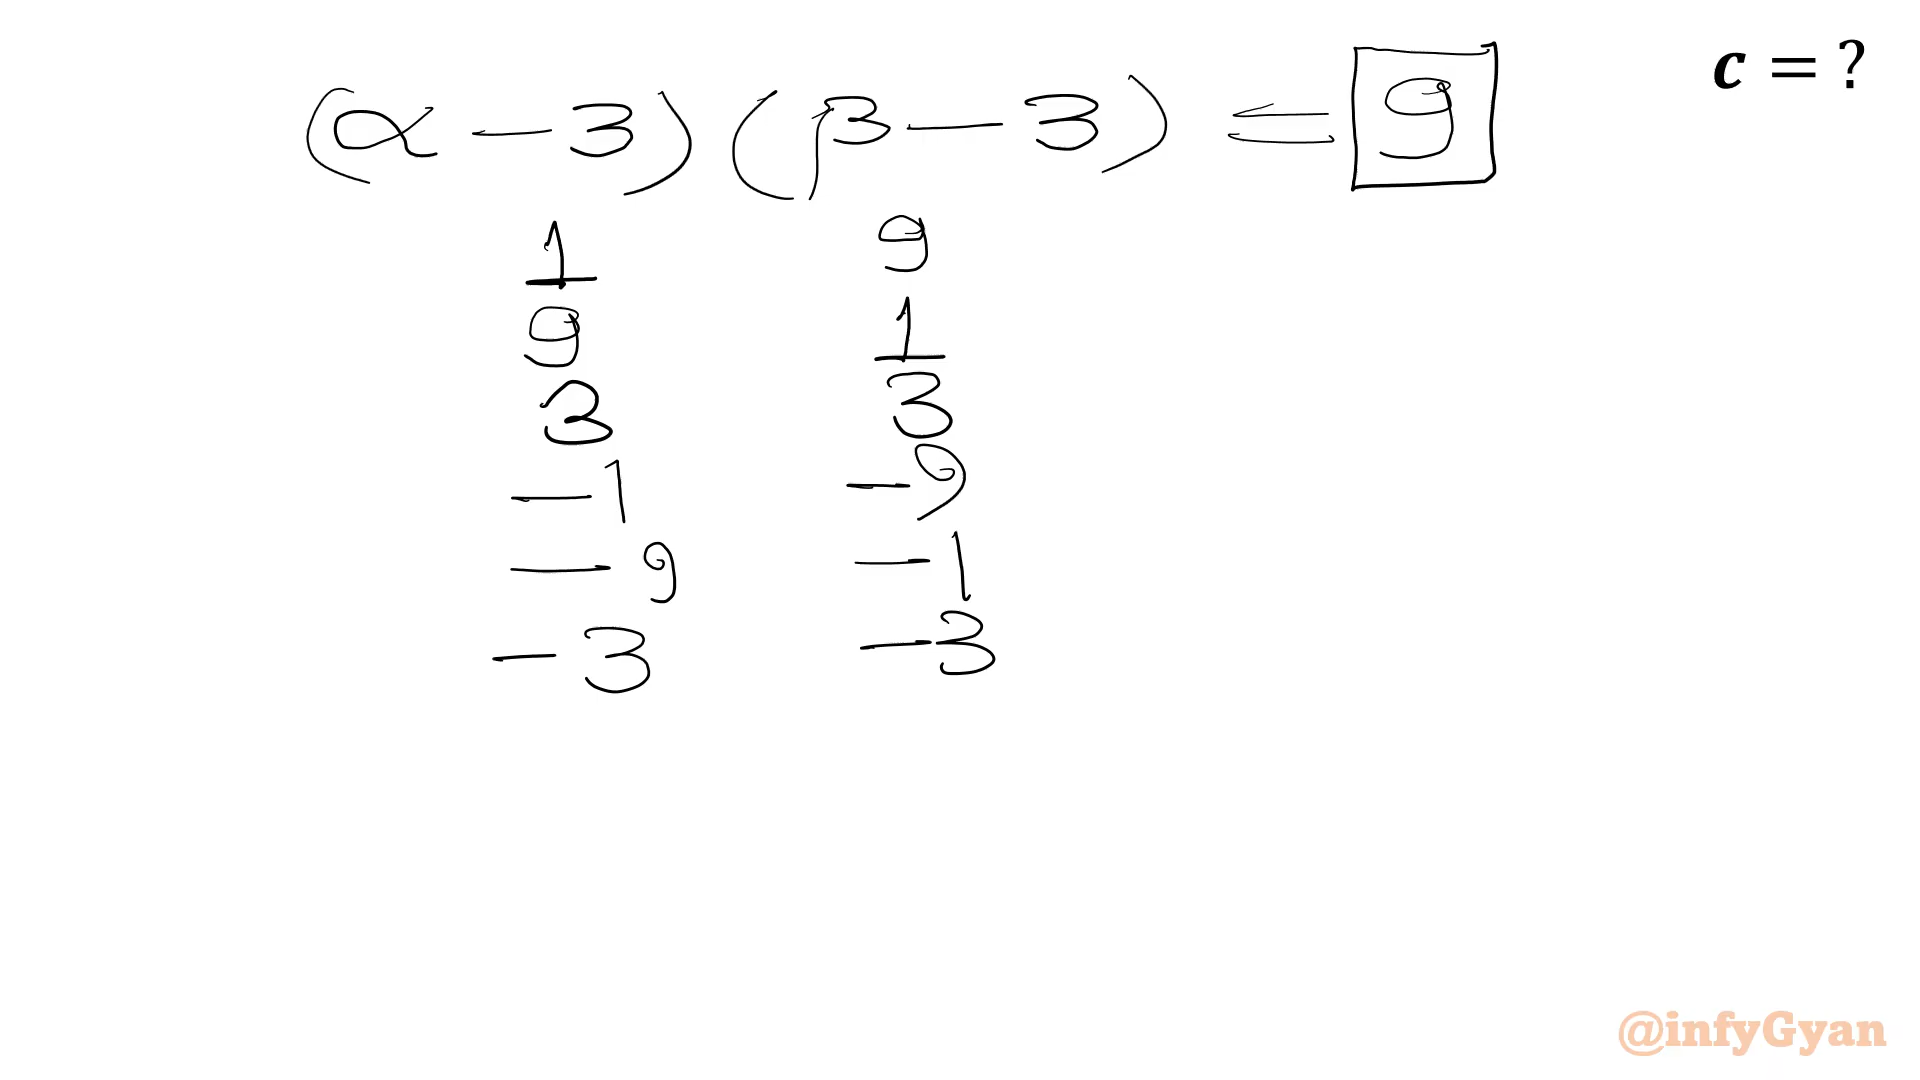 (α − 3) (β − 3) = 9
c = ?
1 9
9 1
3 3
−1 −9
−9 −1
−3 −3
@infyGyan